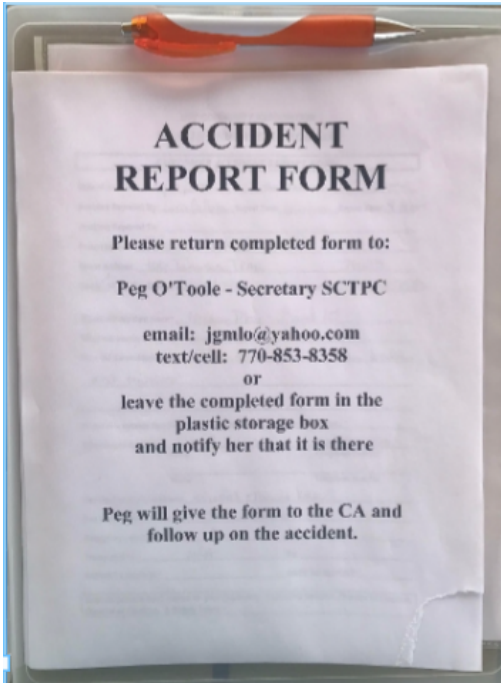 ACCIDENT
REPORT FORM
Please return completed form to:
Peg O'Toole - Secretary SCTPC
email: jgmlo@yahoo.com
text/cell: 770-853-8358
or
leave the completed form in the
plastic storage box
and notify her that it is there
Peg will give the form to the CA and
follow up on the accident.